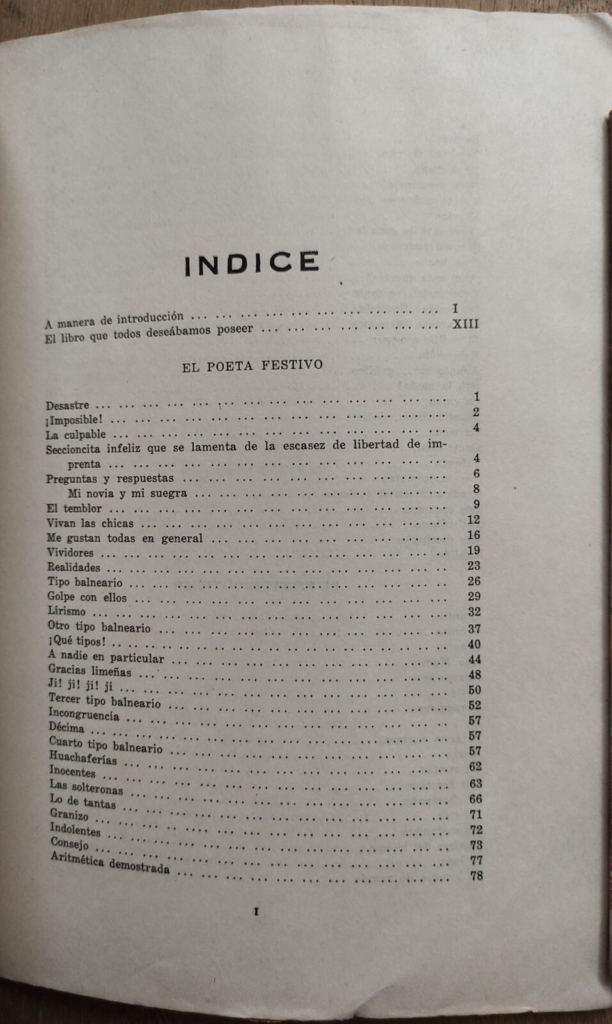 INDICE
A manera de introducción ... ... ... ... ... ... ... ... ... ... I
El libro que todos deseábamos poseer ... ... ... ... ... ... ... XIII
EL POETA FESTIVO
Desastre ... ... ... ... ... ... ... ... ... ... ... ... ... 1
¡Imposible! ... ... ... ... ... ... ... ... ... ... ... ... 2
La culpable ... ... ... ... ... ... ... ... ... ... ... ... 4
Seccioncita infeliz que se lamenta de la escasez de libertad de im-
prenta ... ... ... ... ... ... ... ... ... ... ... ... 4
Preguntas y respuestas ... ... ... ... ... ... ... ... ... ... 6
Mi novia y mi suegra ... ... ... ... ... ... ... ... ... 8
El temblor ... ... ... ... ... ... ... ... ... ... ... ... 9
Vivan las chicas ... ... ... ... ... ... ... ... ... ... ... 12
Me gustan todas en general ... ... ... ... ... ... ... ... 16
Vividores ... ... ... ... ... ... ... ... ... ... ... ... 19
Realidades ... ... ... ... ... ... ... ... ... ... ... ... 23
Tipo balneario ... ... ... ... ... ... ... ... ... ... ... 26
Golpe con ellos ... ... ... ... ... ... ... ... ... ... ... 29
Lirismo ... ... ... ... ... ... ... ... ... ... ... ... 32
Otro tipo balneario ... ... ... ... ... ... ... ... ... ... 37
¡Qué tipos! ... ... ... ... ... ... ... ... ... ... ... ... 40
A nadie en particular ... ... ... ... ... ... ... ... ... ... 44
Gracias limeñas ... ... ... ... ... ... ... ... ... ... ... 48
Ji! ji! ji! ji ... ... ... ... ... ... ... ... ... ... ... 50
Tercer tipo balneario ... ... ... ... ... ... ... ... ... ... 52
Incongruencia ... ... ... ... ... ... ... ... ... ... ... 57
Décima ... ... ... ... ... ... ... ... ... ... ... ... 57
Cuarto tipo balneario ... ... ... ... ... ... ... ... ... ... 57
Huachaferías ... ... ... ... ... ... ... ... ... ... ... 62
Inocentes ... ... ... ... ... ... ... ... ... ... ... ... 63
Las solteronas ... ... ... ... ... ... ... ... ... ... ... 66
Lo de tantas ... ... ... ... ... ... ... ... ... ... ... 71
Granizo ... ... ... ... ... ... ... ... ... ... ... ... 72
Indolentes ... ... ... ... ... ... ... ... ... ... ... ... 73
Consejo ... ... ... ... ... ... ... ... ... ... ... ... 77
Aritmética demostrada ... ... ... ... ... ... ... ... ... ... 78
I